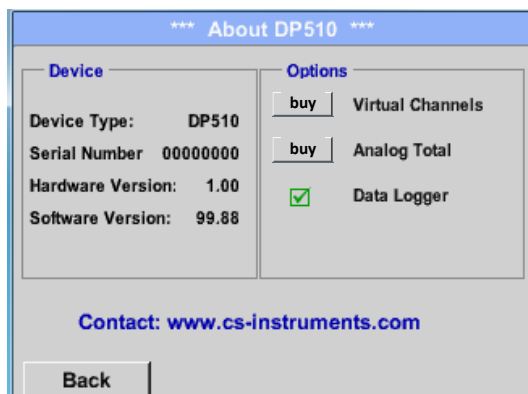 *** About DP510 ***
Device
Device Type: DP510
Serial Number 00000000
Hardware Version: 1.00
Software Version: 99.88
Options
buy Virtual Channels
buy Analog Total
Data Logger
Contact: www.cs-instruments.com
Back